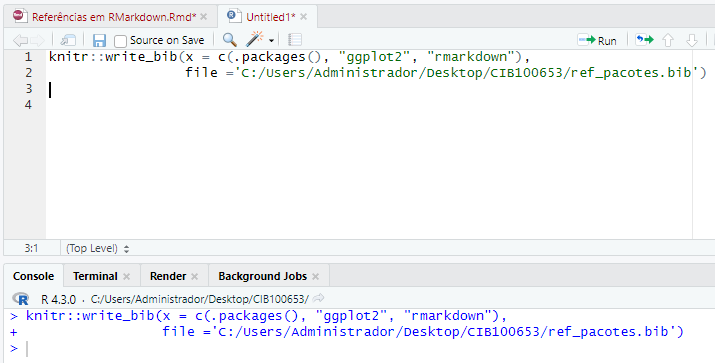 Referências em RMarkdown.Rmd* Untitled1*
Source on Save Run
1 knitr::write_bib(x = c(.packages(), "ggplot2", "rmarkdown"),
2 file ='C:/Users/Administrador/Desktop/CIB100653/ref_pacotes.bib')
3
4
3:1 (Top Level)
Console Terminal Render Background Jobs
R R 4.3.0 · C:/Users/Administrador/Desktop/CIB100653/
> knitr::write_bib(x = c(.packages(), "ggplot2", "rmarkdown"),
+ file ='C:/Users/Administrador/Desktop/CIB100653/ref_pacotes.bib')
>